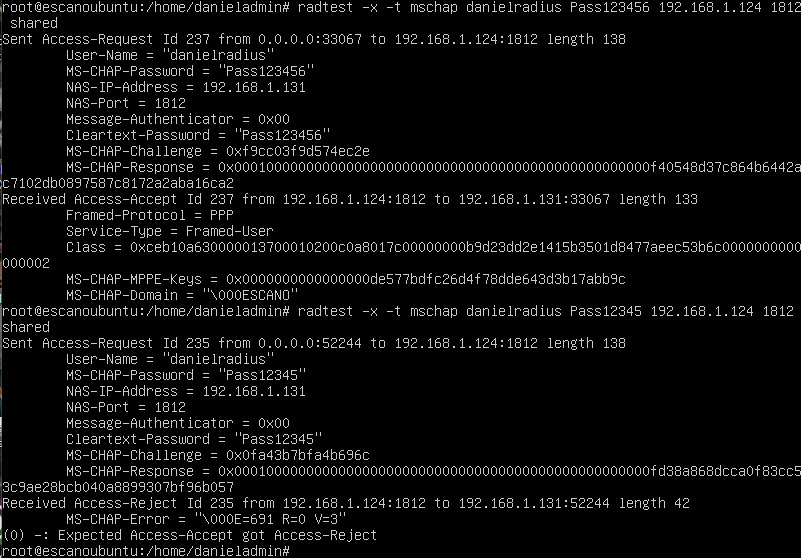 root@escanoubuntu:/home/danieladmin# radtest -x -t mschap danielradius Pass123456 192.168.1.124 1812
 shared
Sent Access-Request Id 237 from 0.0.0.0:33067 to 192.168.1.124:1812 length 138
        User-Name = "danielradius"
        MS-CHAP-Password = "Pass123456"
        NAS-IP-Address = 192.168.1.131
        NAS-Port = 1812
        Message-Authenticator = 0x00
        Cleartext-Password = "Pass123456"
        MS-CHAP-Challenge = 0xf9cc03f9d574ec2e
        MS-CHAP-Response = 0x0001000000000000000000000000000000000000000000000000f40548d37c864b6442a
c7102db0897587c8172a2aba16ca2
Received Access-Accept Id 237 from 192.168.1.124:1812 to 192.168.1.131:33067 length 133
        Framed-Protocol = PPP
        Service-Type = Framed-User
        Class = 0xceb10a630000013700010200c0a8017c00000000b9d23dd2e1415b3501d8477aeec53b6c0000000000
000002
        MS-CHAP-MPPE-Keys = 0x0000000000000000de577bdfc26d4f78dde643d3b17abb9c
        MS-CHAP-Domain = "\000ESCANO"
root@escanoubuntu:/home/danieladmin# radtest -x -t mschap danielradius Pass12345 192.168.1.124 1812 
shared
Sent Access-Request Id 235 from 0.0.0.0:52244 to 192.168.1.124:1812 length 138
        User-Name = "danielradius"
        MS-CHAP-Password = "Pass12345"
        NAS-IP-Address = 192.168.1.131
        NAS-Port = 1812
        Message-Authenticator = 0x00
        Cleartext-Password = "Pass12345"
        MS-CHAP-Challenge = 0x0fa43b7bfa4b696c
        MS-CHAP-Response = 0x0001000000000000000000000000000000000000000000000000fd38a868dcca0f83cc5
3c9ae28bcb040a8899307bf96b057
Received Access-Reject Id 235 from 192.168.1.124:1812 to 192.168.1.131:52244 length 42
        MS-CHAP-Error = "\000E=691 R=0 V=3"
(0) -: Expected Access-Accept got Access-Reject
root@escanoubuntu:/home/danieladmin#